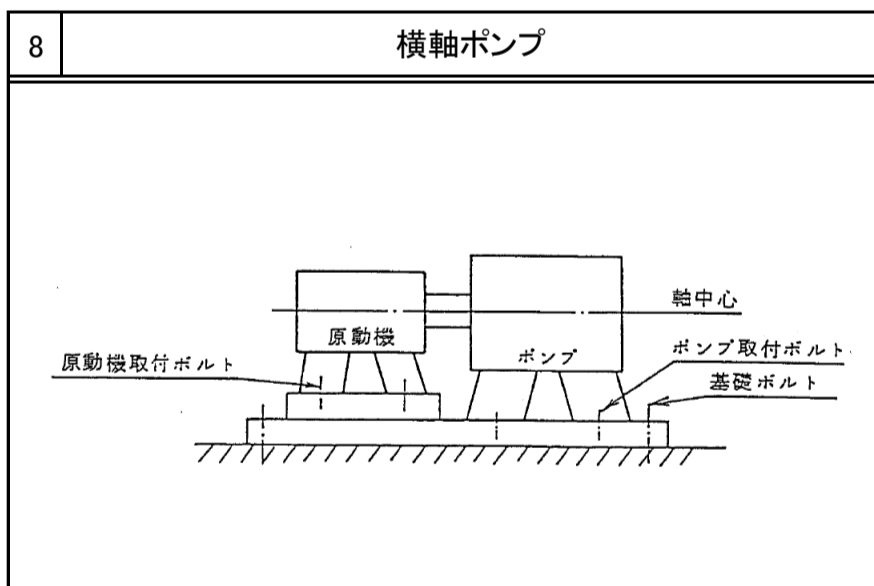 8
横軸ポンプ
軸中心
原動機
ポンプ
ポンプ取付ボルト
原動機取付ボルト
基礎ボルト